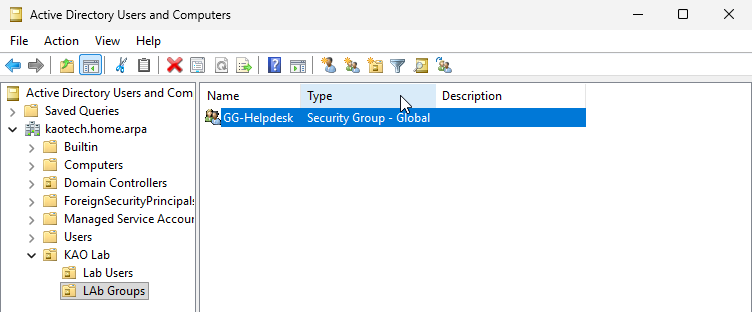 Active Directory Users and Computers
File Action View Help
Active Directory Users and Com
Saved Queries
kaotech.home.arpa
Builtin
Computers
Domain Controllers
ForeignSecurityPrincipals
Managed Service Accoun
Users
KAO Lab
Lab Users
LAb Groups
Name Type Description
GG-Helpdesk Security Group - Global